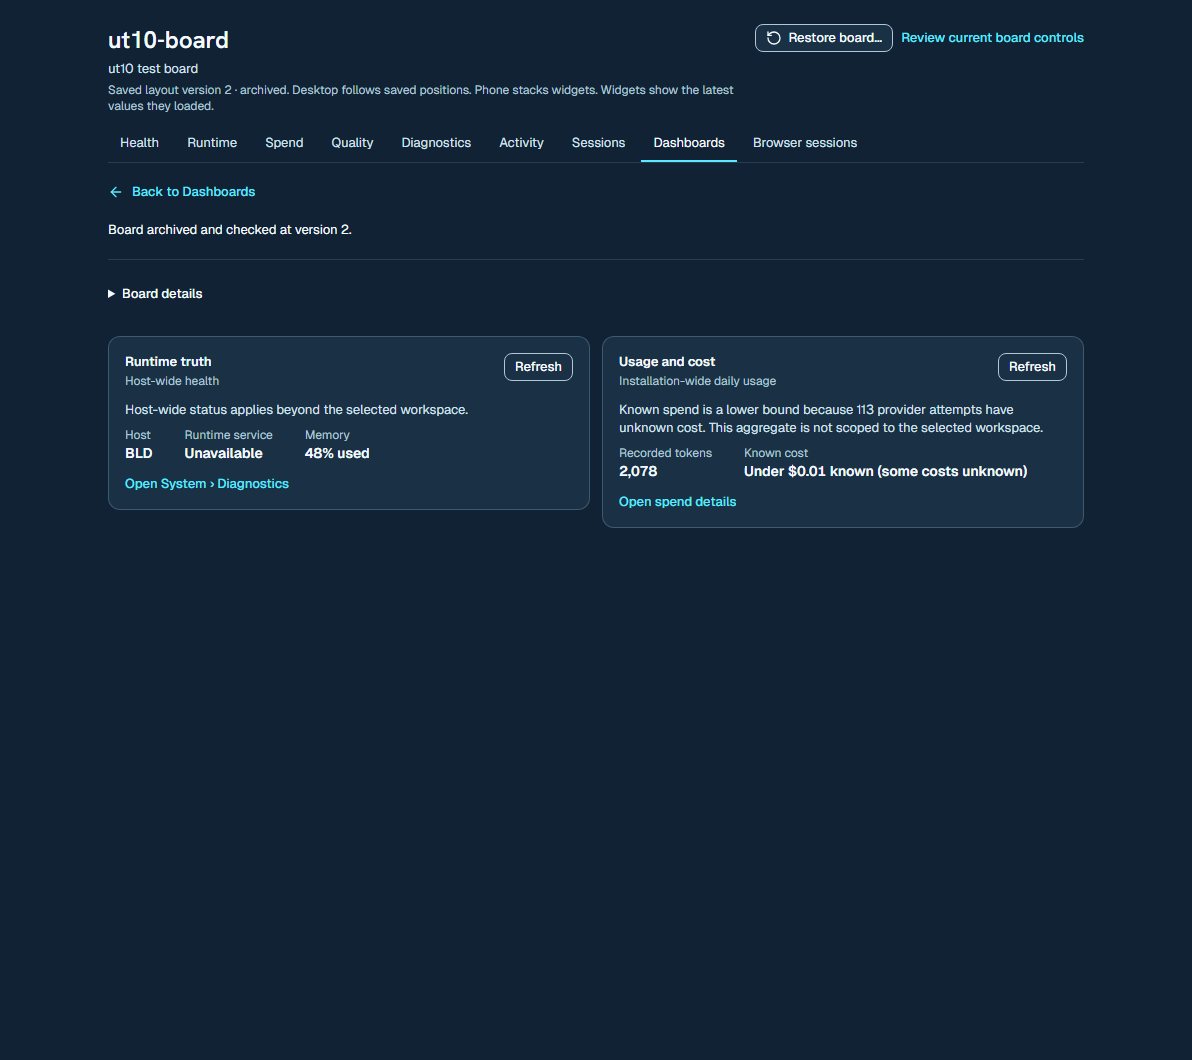 ut10-board
Restore board...
Review current board controls
ut10 test board
Saved layout version 2 · archived. Desktop follows saved positions. Phone stacks widgets. Widgets show the latest
values they loaded.
Health
Runtime
Spend
Quality
Diagnostics
Activity
Sessions
Dashboards
Browser sessions
← Back to Dashboards
Board archived and checked at version 2.
▶ Board details
Runtime truth
Refresh
Host-wide health
Host-wide status applies beyond the selected workspace.
Host
Runtime service
Memory
BLD
Unavailable
48% used
Open System › Diagnostics
Usage and cost
Refresh
Installation-wide daily usage
Known spend is a lower bound because 113 provider attempts have
unknown cost. This aggregate is not scoped to the selected workspace.
Recorded tokens
Known cost
2,078
Under $0.01 known (some costs unknown)
Open spend details